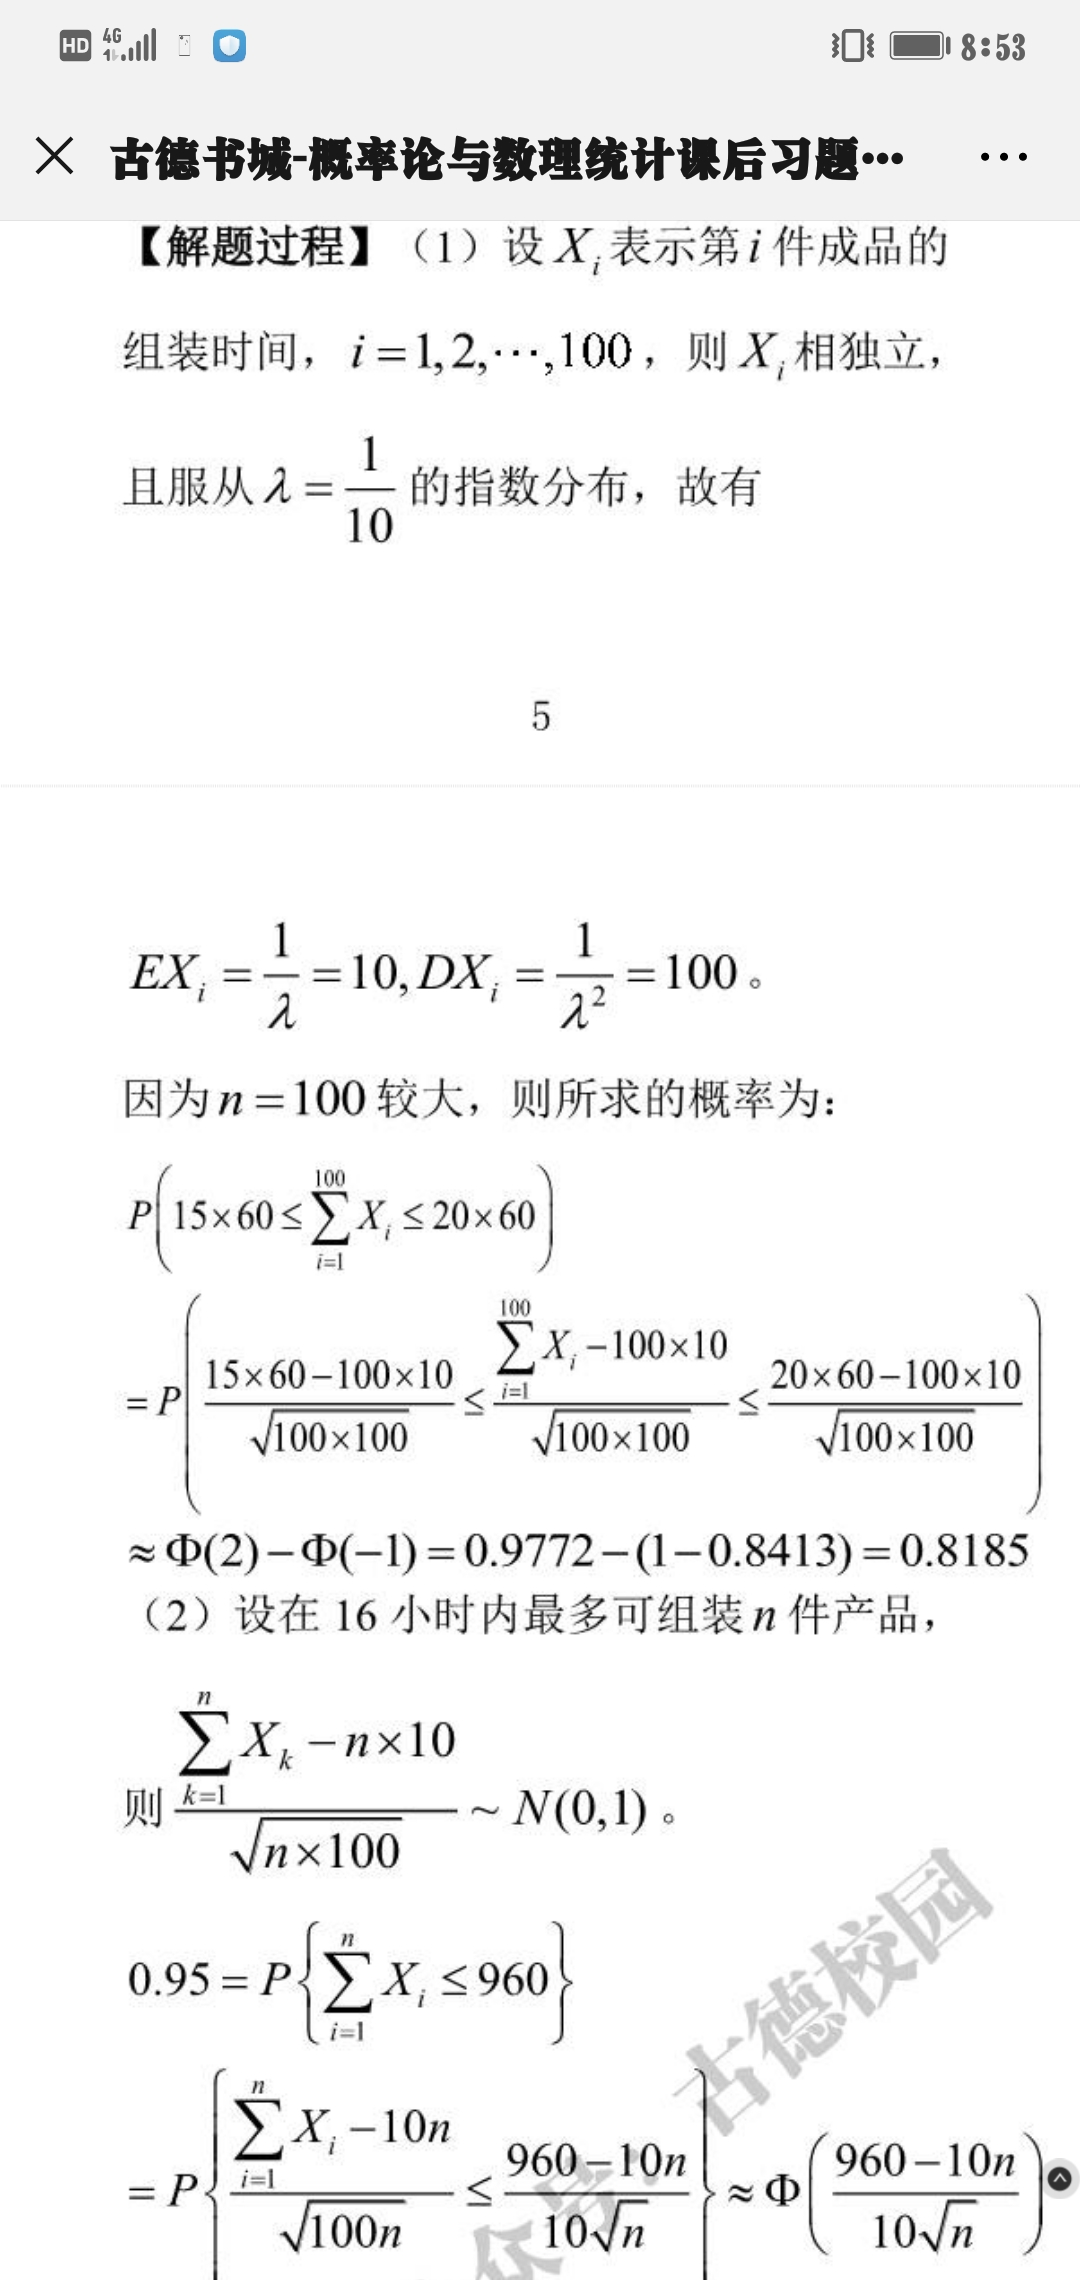 HD 4G 8:53
古德书城-概率论与数理统计课后习题...
【解题过程】（1）设 X_i 表示第 i 件成品的
组装时间，i=1,2,⋯,100，则 X_i 相独立，
且服从 λ = 1/10 的指数分布，故有
5
EX_i = 1/λ = 10, DX_i = 1/λ² = 100。
因为 n=100 较大，则所求的概率为：
P(15×60 ≤ ∑_{i=1}^{100} X_i ≤ 20×60)
= P((15×60−100×10)/√(100×100) ≤ (∑_{i=1}^{100} X_i −100×10)/√(100×100) ≤ (20×60−100×10)/√(100×100))
≈Φ(2)−Φ(−1)=0.9772−(1−0.8413)=0.8185
（2）设在 16 小时内最多可组装 n 件产品，
则 (∑_{k=1}^{n} X_k − n×10)/√(n×100) ~ N(0,1)。
0.95 = P{∑_{i=1}^{n} X_i ≤ 960}
= P{(∑_{i=1}^{n} X_i −10n)/√(100n) ≤ (960−10n)/(10√n)} ≈ Φ((960−10n)/(10√n))
众号：古德校园